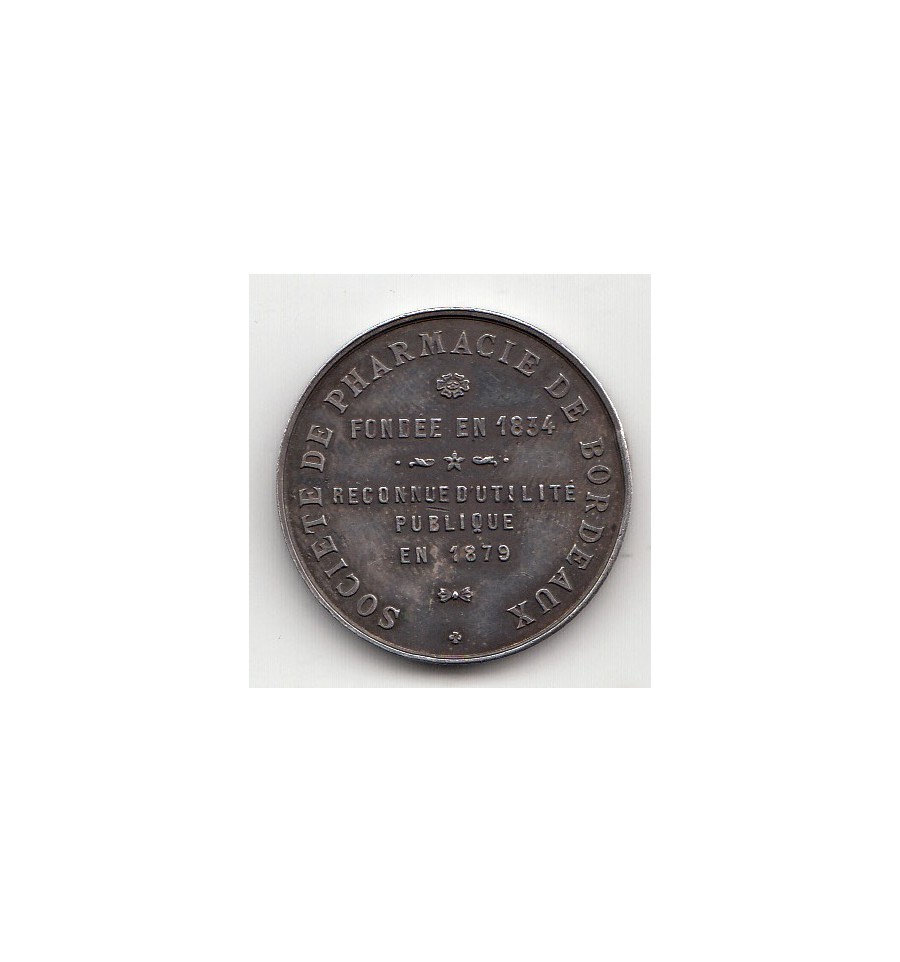 SOCIETE DE PHARMACIE DE BORDEAUX
FONDÉE EN 1834
RECONNUE D'UTILITÉ
PUBLIQUE
EN 1879